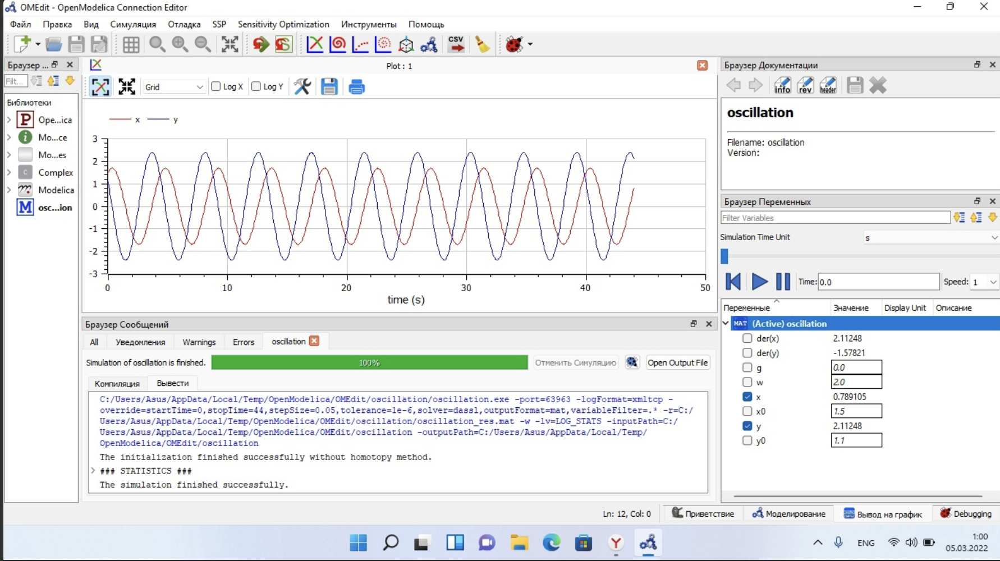 OMEdit - OpenModelica Connection Editor
Файл Правка Вид Симуляция Отладка SSP Sensitivity Optimization Инструменты Помощь
CSV
Браузер ...
Filt...
Библиотеки
P Ope...ica
i Mo...ce
Mo...es
C Complex
Modelica
M osc...ion
Plot : 1
Grid Log X Log Y
x y
3
2
1
0
-1
-2
-3
0 10 20 30 40 50
time (s)
Браузер Сообщений
All Уведомления Warnings Errors oscillation
Simulation of oscillation is finished. 100% Отменить Симуляцию Open Output File
Компиляция Вывести
C:/Users/Asus/AppData/Local/Temp/OpenModelica/OMEdit/oscillation/oscillation.exe -port=63963 -logFormat=xmltcp -
override=startTime=0,stopTime=44,stepSize=0.05,tolerance=1e-6,solver=dassl,outputFormat=mat,variableFilter=.* -r=C:/
Users/Asus/AppData/Local/Temp/OpenModelica/OMEdit/oscillation/oscillation_res.mat -w -lv=LOG_STATS -inputPath=C:/
Users/Asus/AppData/Local/Temp/OpenModelica/OMEdit/oscillation -outputPath=C:/Users/Asus/AppData/Local/Temp/
OpenModelica/OMEdit/oscillation
The initialization finished successfully without homotopy method.
### STATISTICS ###
The simulation finished successfully.
Браузер Документации
info rev header
oscillation
Filename: oscillation
Version:
Браузер Переменных
Filter Variables
Simulation Time Unit s
Time: 0.0 Speed: 1
Переменные Значение Display Unit Описание
MAT (Active) oscillation
der(x) 2.11248
der(y) -1.57821
g 0.0
w 2.0
x 0.789105
x0 1.5
y 2.11248
y0 1.1
Ln: 12, Col: 0 Приветствие Моделирование Вывод на график Debugging
ENG
1:00
05.03.2022